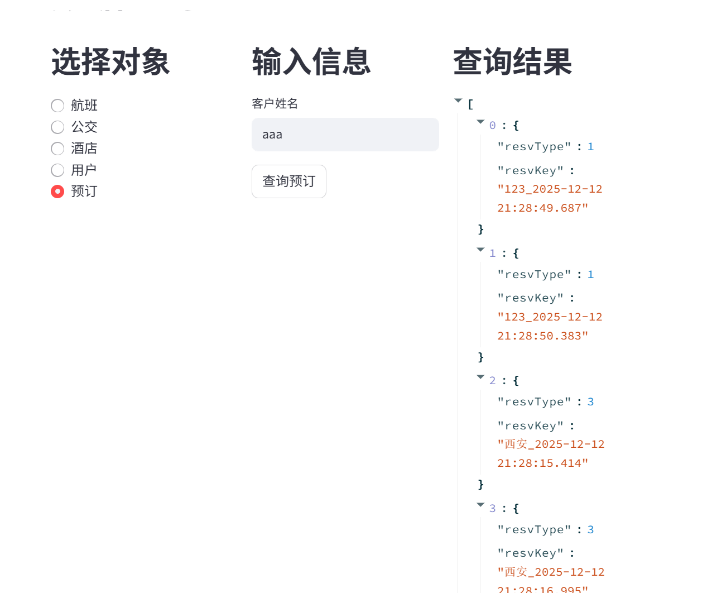 选择对象
航班
公交
酒店
用户
预订
输入信息
客户姓名
aaa
查询预订
查询结果
[
0 : {
"resvType" : 1
"resvKey" :
"123_2025-12-12
21:28:49.687"
}
1 : {
"resvType" : 1
"resvKey" :
"123_2025-12-12
21:28:50.383"
}
2 : {
"resvType" : 3
"resvKey" :
"西安_2025-12-12
21:28:15.414"
}
3 : {
"resvType" : 3
"resvKey" :
"西安_2025-12-12
21:28:16.995"